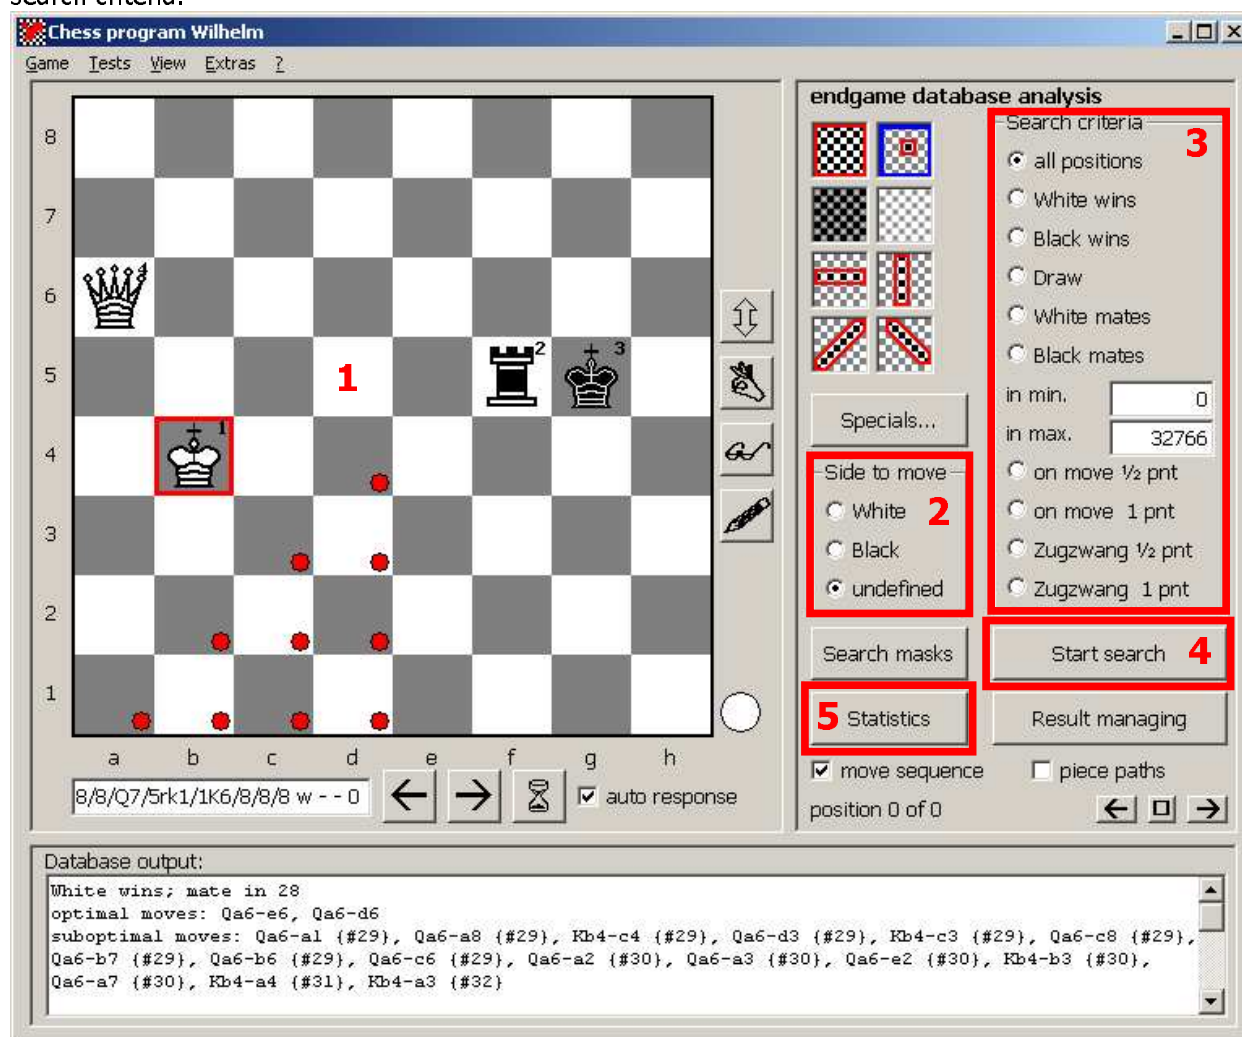 search criteria.
Chess program Wilhelm
Game Tests View Extras ?
8
7
6
5
4
3
2
1
a b c d e f g h
4
2
3
1
1
8/8/Q7/5rk1/1K6/8/8/8 w - - 0
auto response
endgame database analysis
Specials...
Side to move
White
2
Black
undefined
Search criteria
3
all positions
White wins
Black wins
Draw
White mates
Black mates
in min. 0
in max. 32766
on move ½ pnt
on move 1 pnt
Zugzwang ½ pnt
Zugzwang 1 pnt
Search masks
Start search 4
5 Statistics
Result managing
move sequence
piece paths
position 0 of 0
Database output:
White wins; mate in 28
optimal moves: Qa6-e6, Qa6-d6
suboptimal moves: Qa6-a1 {#29}, Qa6-a8 {#29}, Kb4-c4 {#29}, Qa6-d3 {#29}, Kb4-c3 {#29}, Qa6-c8 {#29},
Qa6-b7 {#29}, Qa6-b6 {#29}, Qa6-c6 {#29}, Qa6-a2 {#30}, Qa6-a3 {#30}, Qa6-e2 {#30}, Kb4-b3 {#30},
Qa6-a7 {#30}, Kb4-a4 {#31}, Kb4-a3 {#32}